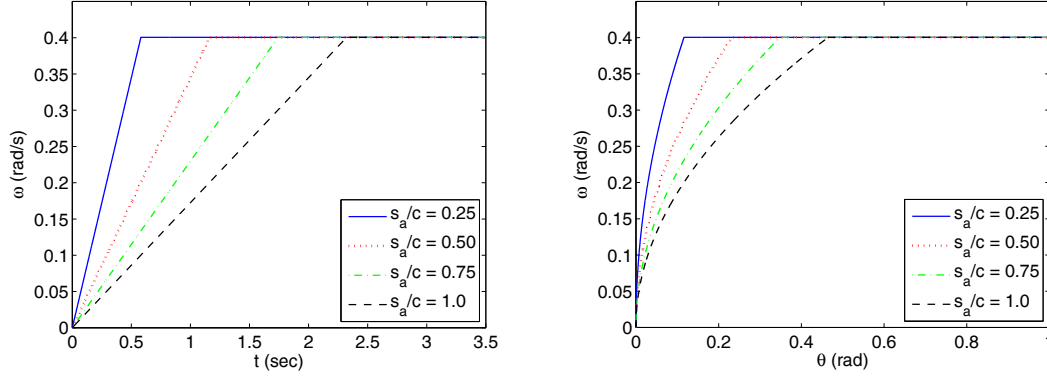 0.4
0.35
0.3
0.25
0.2
0.15
0.1
0.05
0
ω (rad/s)
0 0.5 1 1.5 2 2.5 3 3.5
t (sec)
s_a/c = 0.25
s_a/c = 0.50
s_a/c = 0.75
s_a/c = 1.0
0.4
0.35
0.3
0.25
0.2
0.15
0.1
0.05
0
ω (rad/s)
0 0.2 0.4 0.6 0.8 1
θ (rad)
s_a/c = 0.25
s_a/c = 0.50
s_a/c = 0.75
s_a/c = 1.0